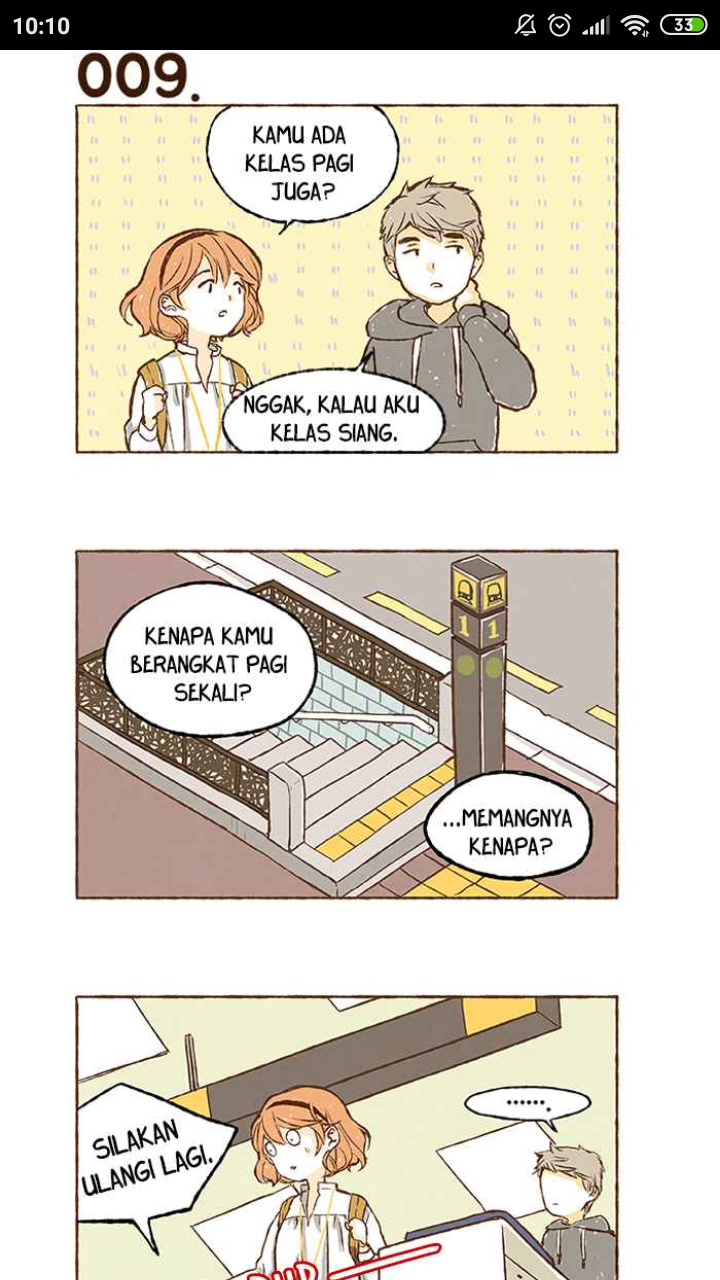 10:10
33
009.
KAMU ADA
KELAS PAGI
JUGA?
NGGAK, KALAU AKU
KELAS SIANG.
KENAPA KAMU
BERANGKAT PAGI
SEKALI?
1 1
...MEMANGNYA
KENAPA?
.......
SILAKAN
ULANGI LAGI.